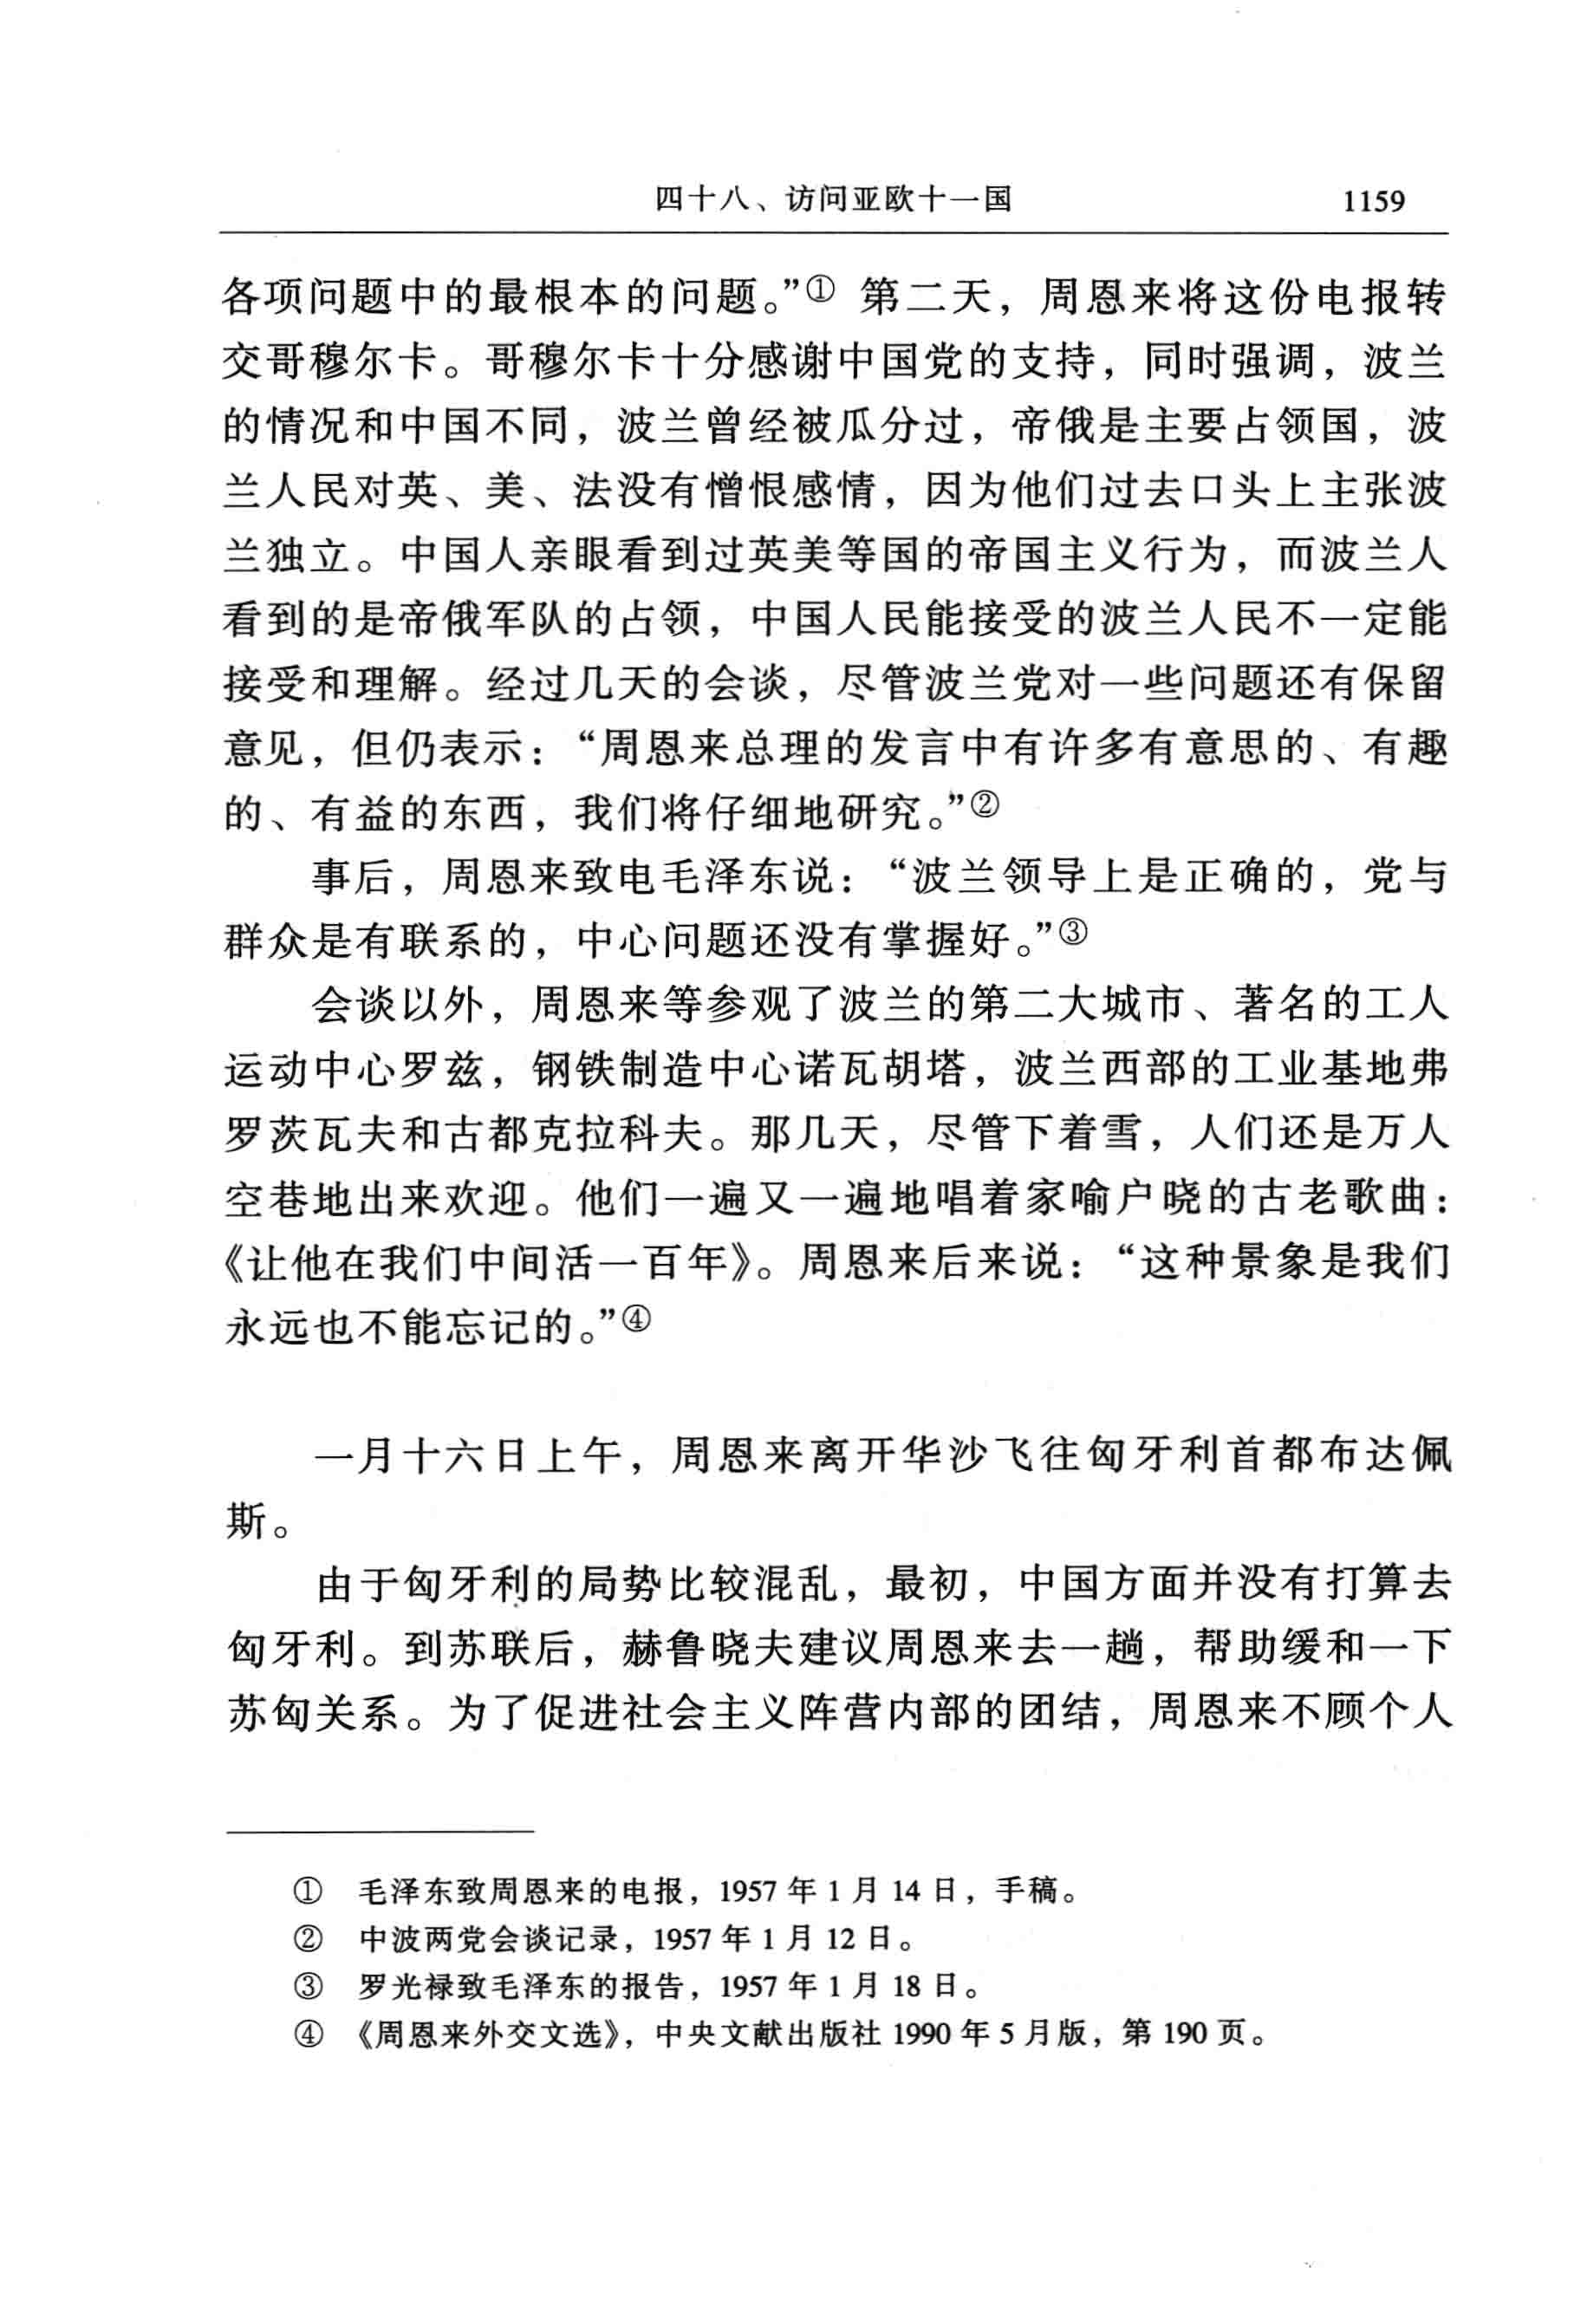 四十八、访问亚欧十一国 1159
各项问题中的最根本的问题。”① 第二天，周恩来将这份电报转
交哥穆尔卡。哥穆尔卡十分感谢中国党的支持，同时强调，波兰
的情况和中国不同，波兰曾经被瓜分过，帝俄是主要占领国，波
兰人民对英、美、法没有憎恨感情，因为他们过去口头上主张波
兰独立。中国人亲眼看到过英美等国的帝国主义行为，而波兰人
看到的是帝俄军队的占领，中国人民能接受的波兰人民不一定能
接受和理解。经过几天的会谈，尽管波兰党对一些问题还有保留
意见，但仍表示：“周恩来总理的发言中有许多有意思的、有趣
的、有益的东西，我们将仔细地研究。”②
事后，周恩来致电毛泽东说：“波兰领导上是正确的，党与
群众是有联系的，中心问题还没有掌握好。”③
会谈以外，周恩来等参观了波兰的第二大城市、著名的工人
运动中心罗兹，钢铁制造中心诺瓦胡塔，波兰西部的工业基地弗
罗茨瓦夫和古都克拉科夫。那几天，尽管下着雪，人们还是万人
空巷地出来欢迎。他们一遍又一遍地唱着家喻户晓的古老歌曲：
《让他在我们中间活一百年》。周恩来后来说：“这种景象是我们
永远也不能忘记的。”④
一月十六日上午，周恩来离开华沙飞往匈牙利首都布达佩
斯。
由于匈牙利的局势比较混乱，最初，中国方面并没有打算去
匈牙利。到苏联后，赫鲁晓夫建议周恩来去一趟，帮助缓和一下
苏匈关系。为了促进社会主义阵营内部的团结，周恩来不顾个人
① 毛泽东致周恩来的电报，1957 年 1 月 14 日，手稿。
② 中波两党会谈记录，1957 年 1 月 12 日。
③ 罗光禄致毛泽东的报告，1957 年 1 月 18 日。
④ 《周恩来外交文选》，中央文献出版社 1990 年 5 月版，第 190 页。